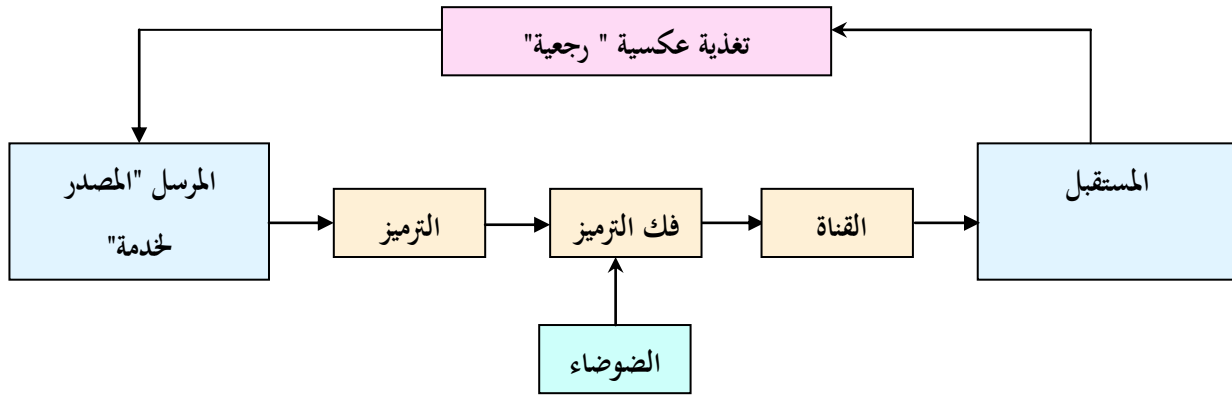 تغذية عكسية " رجعية"
المرسل "المصدر
لخدمة"
الترميز
فك الترميز
القناة
المستقبل
الضوضاء